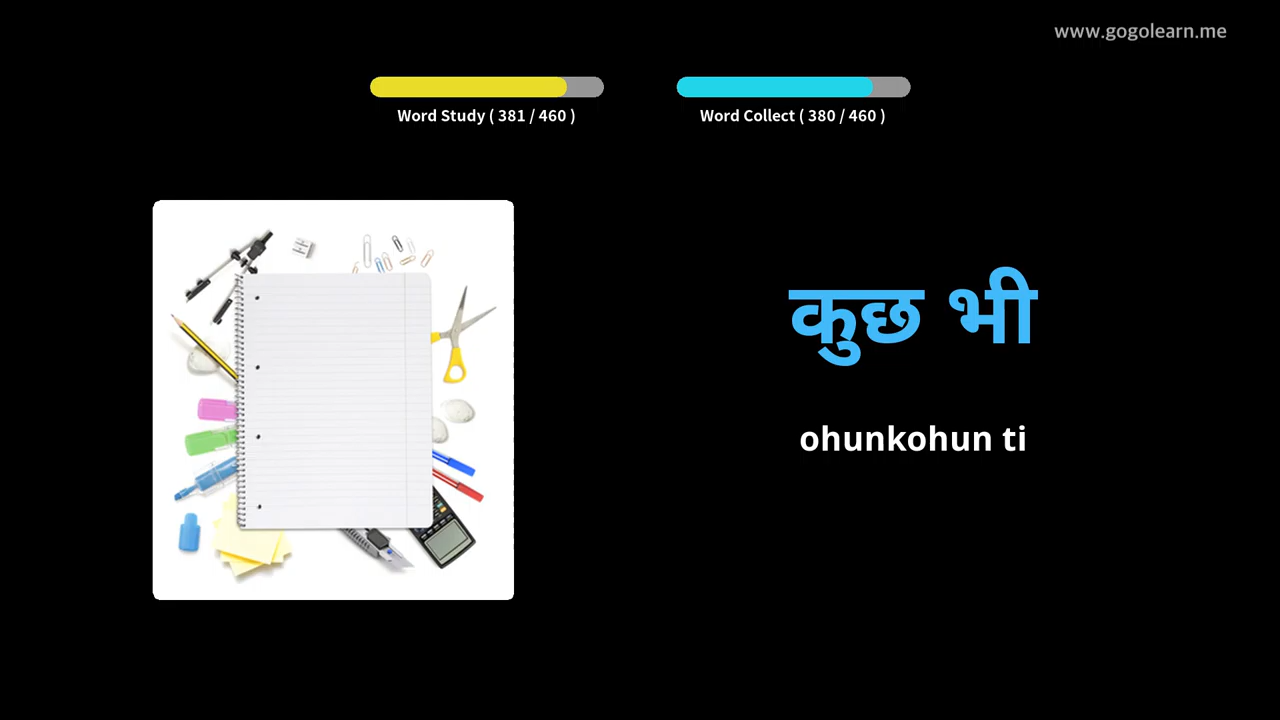 www.gogolearn.me
Word Study ( 381 / 460 )
Word Collect ( 380 / 460 )
कुछ भी
ohunkohun ti